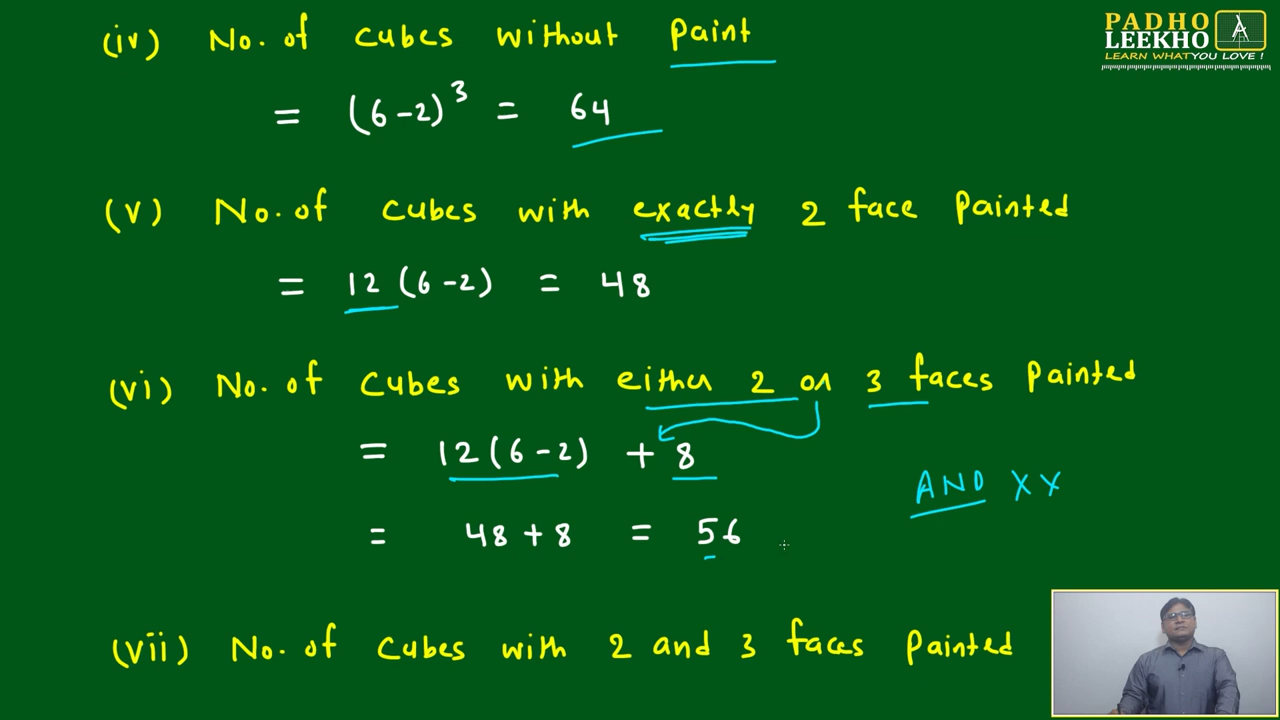 PADHO
LEEKHO
LEARN WHAT YOU LOVE !
(iv) No. of cubes without paint
= (6-2)³ = 64
(v) No. of cubes with exactly 2 face painted
= 12 (6-2) = 48
(vi) No. of cubes with either 2 or 3 faces painted
= 12 (6-2) + 8
AND XX
= 48 + 8 = 56
(vii) No. of cubes with 2 and 3 faces painted